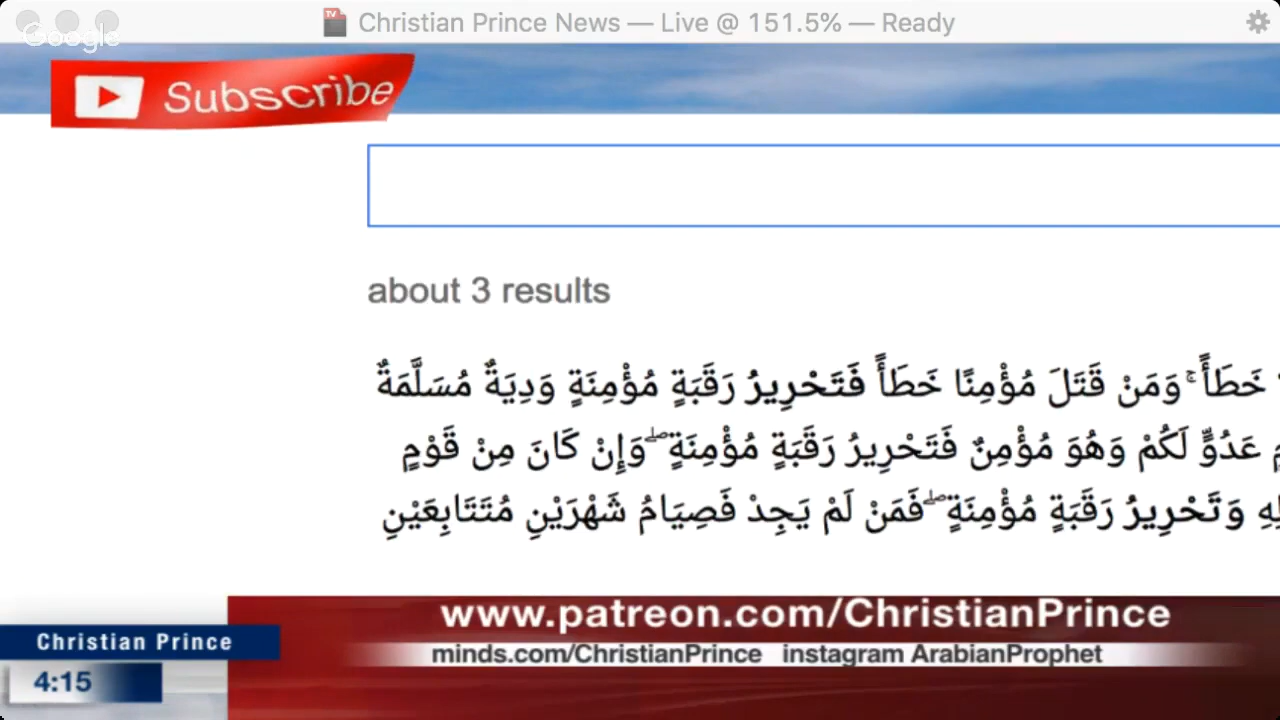 Christian Prince News — Live @ 151.5% — Ready
Google
Subscribe
about 3 results
خَطَأً ۚ وَمَنْ قَتَلَ مُؤْمِنًا خَطَأً فَتَحْرِيرُ رَقَبَةٍ مُؤْمِنَةٍ وَدِيَةٌ مُسَلَّمَةٌ
عَدُوٍّ لَكُمْ وَهُوَ مُؤْمِنٌ فَتَحْرِيرُ رَقَبَةٍ مُؤْمِنَةٍ ۖ وَإِنْ كَانَ مِنْ قَوْمٍ
وَتَحْرِيرُ رَقَبَةٍ مُؤْمِنَةٍ ۖ فَمَنْ لَمْ يَجِدْ فَصِيَامُ شَهْرَيْنِ مُتَتَابِعَيْنِ
www.patreon.com/ChristianPrince
Christian Prince
minds.com/ChristianPrince instagram ArabianProphet
4:15